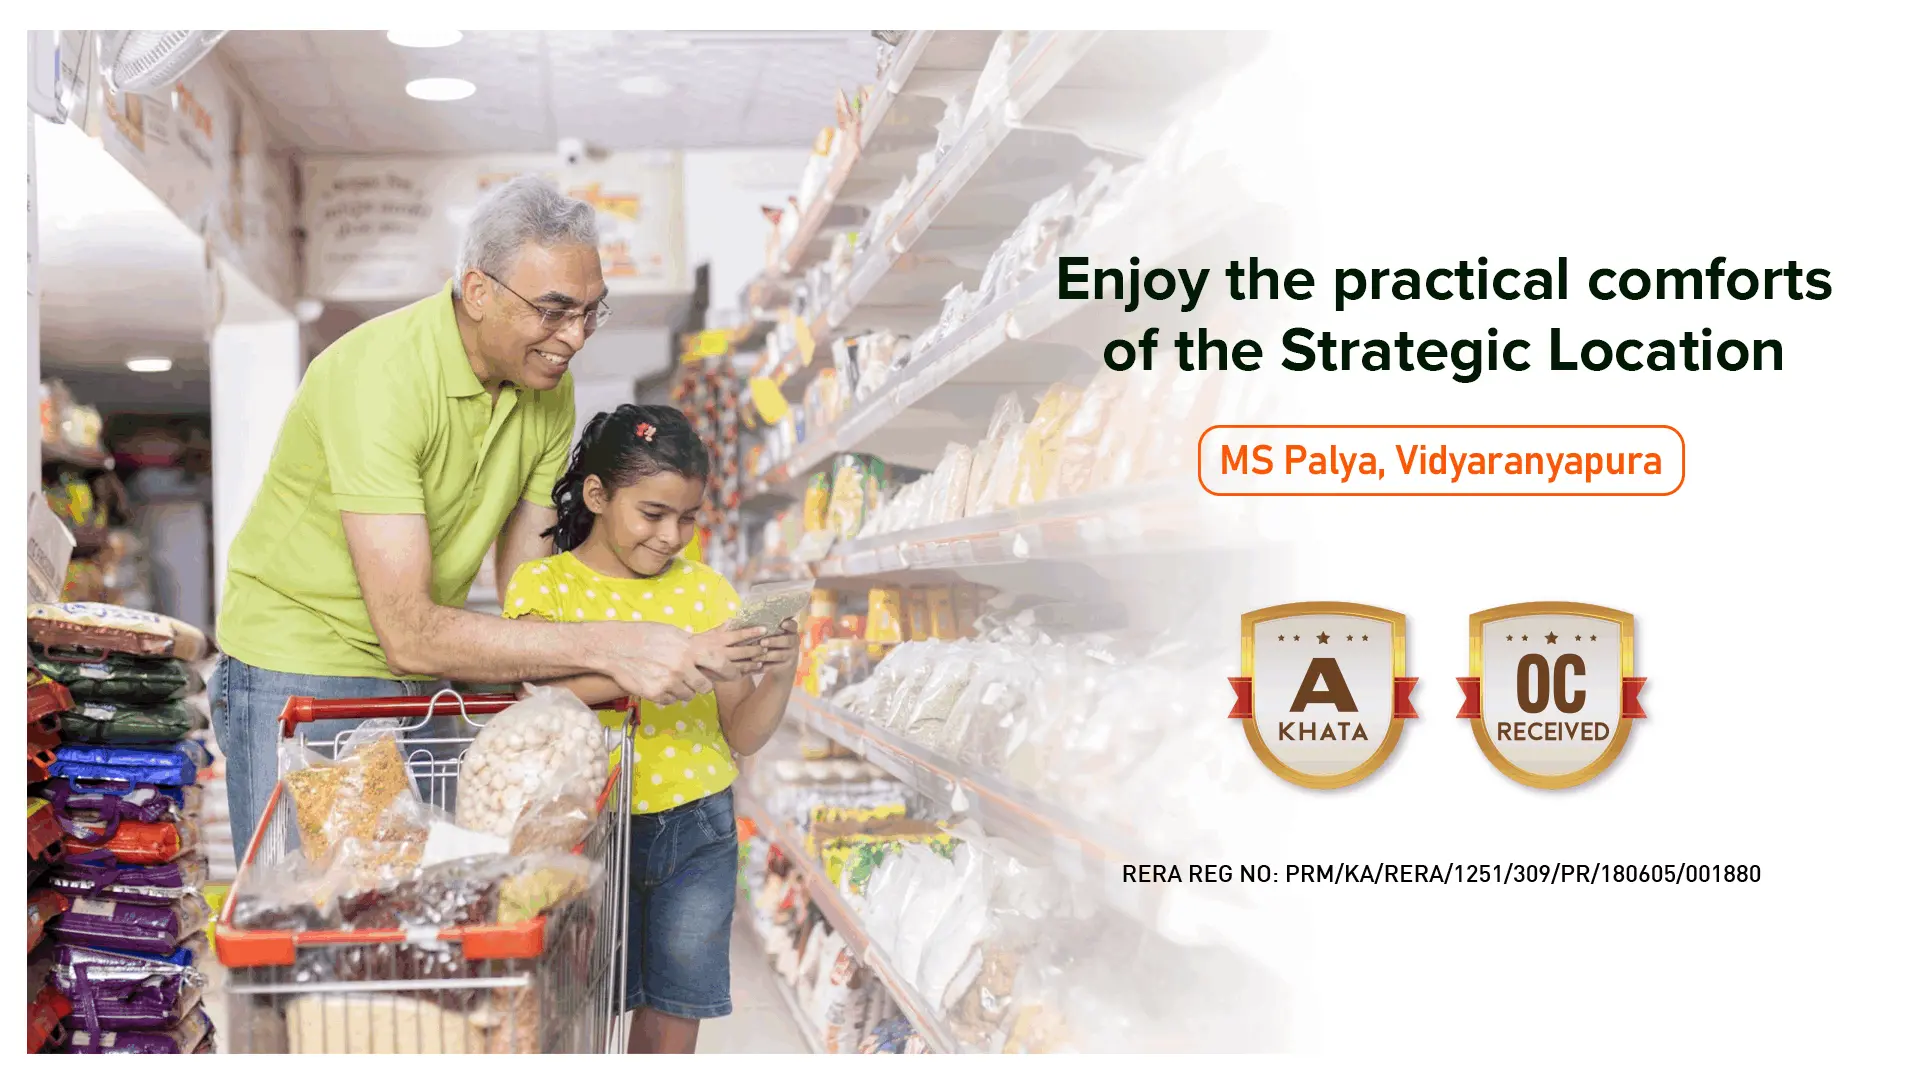 Enjoy the practical comforts
of the Strategic Location
MS Palya, Vidyaranyapura
A
KHATA
OC
RECEIVED
RERA REG NO: PRM/KA/RERA/1251/309/PR/180605/001880